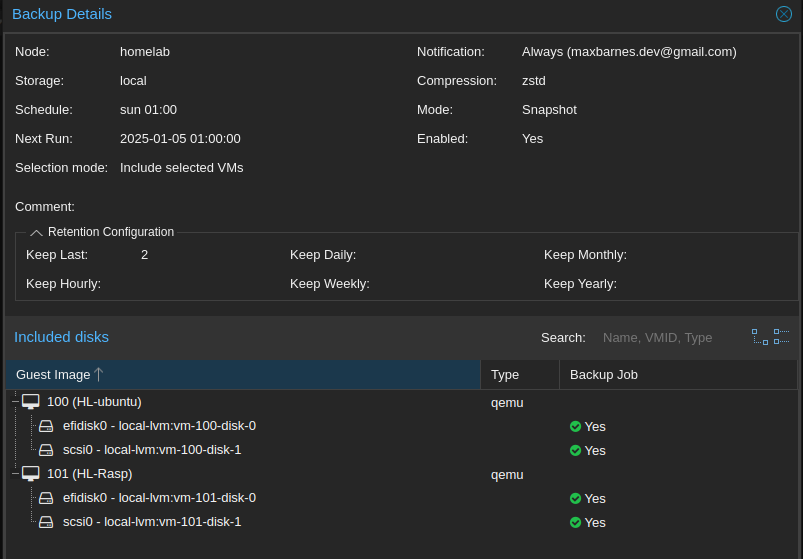 Backup Details
Node: homelab Notification: Always (maxbarnes.dev@gmail.com)
Storage: local Compression: zstd
Schedule: sun 01:00 Mode: Snapshot
Next Run: 2025-01-05 01:00:00 Enabled: Yes
Selection mode: Include selected VMs
Comment:
Retention Configuration
Keep Last: 2 Keep Daily: Keep Monthly:
Keep Hourly: Keep Weekly: Keep Yearly:
Included disks Search: Name, VMID, Type
Guest Image Type Backup Job
100 (HL-ubuntu) qemu
efidisk0 - local-lvm:vm-100-disk-0 Yes
scsi0 - local-lvm:vm-100-disk-1 Yes
101 (HL-Rasp) qemu
efidisk0 - local-lvm:vm-101-disk-0 Yes
scsi0 - local-lvm:vm-101-disk-1 Yes